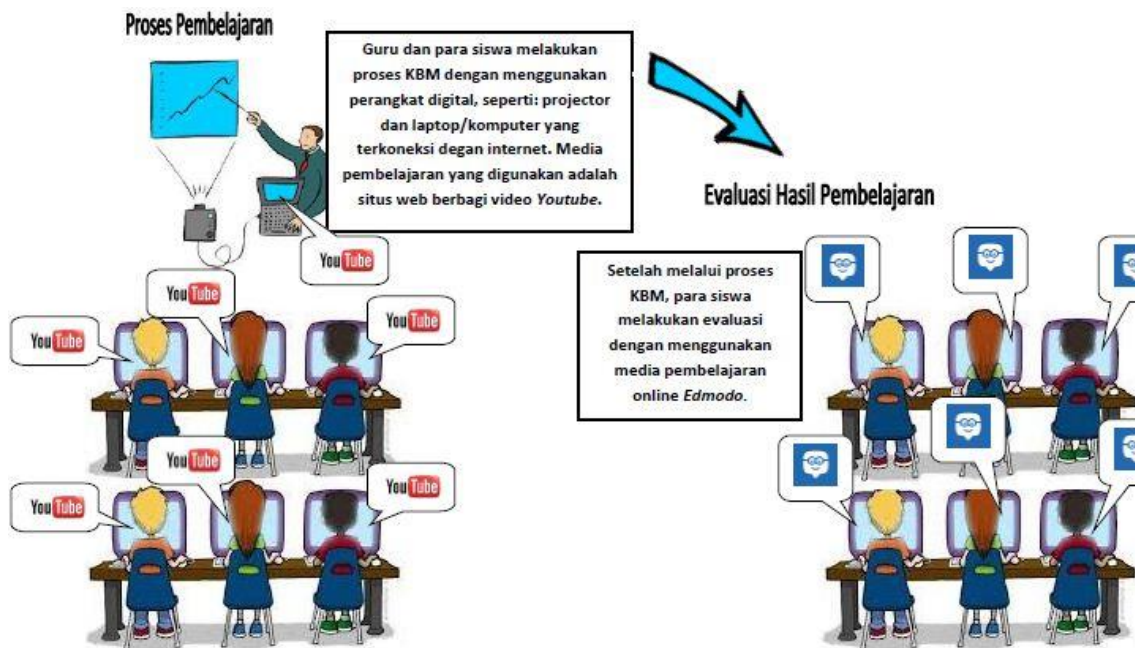 Proses Pembelajaran
Guru dan para siswa melakukan
proses KBM dengan menggunakan
perangkat digital, seperti: projector
dan laptop/komputer yang
terkoneksi degan internet. Media
pembelajaran yang digunakan adalah
situs web berbagi video Youtube.
Evaluasi Hasil Pembelajaran
Setelah melalui proses
KBM, para siswa
melakukan evaluasi
dengan menggunakan
media pembelajaran
online Edmodo.
YouTube
YouTube
YouTube
YouTube
YouTube
YouTube
YouTube